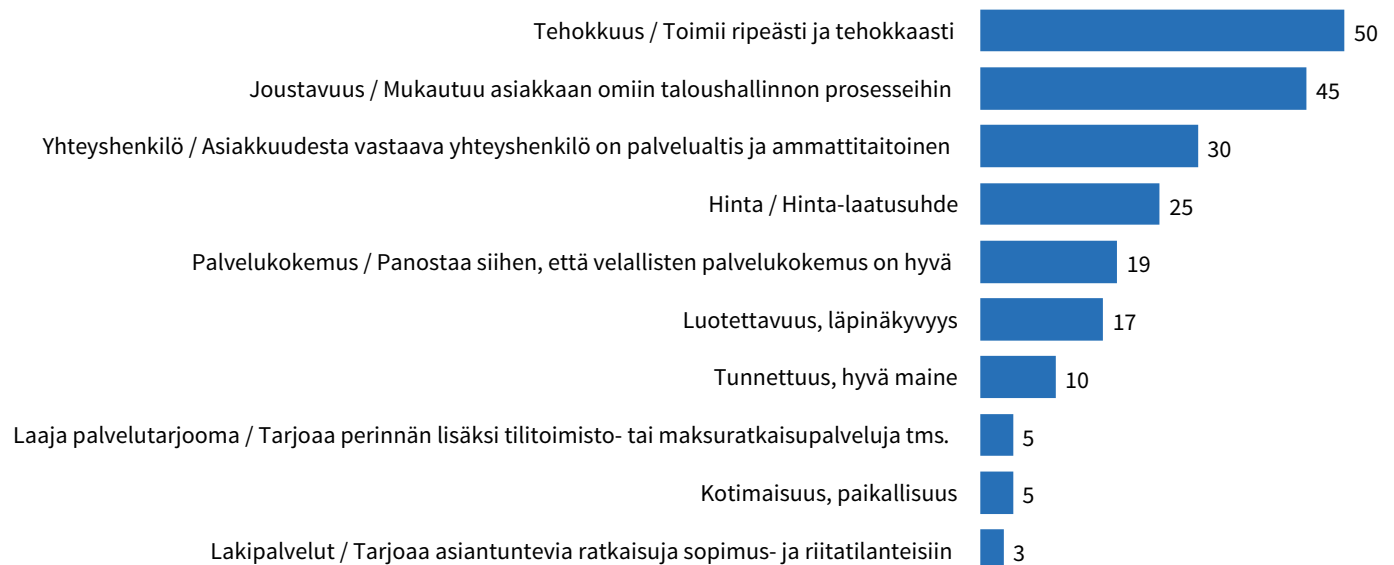 Tehokkuus / Toimii ripeästi ja tehokkaasti 50
Joustavuus / Mukautuu asiakkaan omiin taloushallinnon prosesseihin 45
Yhteyshenkilö / Asiakkuudesta vastaava yhteyshenkilö on palvelualtis ja ammattitaitoinen 30
Hinta / Hinta-laatusuhde 25
Palvelukokemus / Panostaa siihen, että velallisten palvelukokemus on hyvä 19
Luotettavuus, läpinäkyvyys 17
Tunnettuus, hyvä maine 10
Laaja palvelutarjooma / Tarjoaa perinnän lisäksi tilitoimisto- tai maksuratkaisupalveluja tms. 5
Kotimaisuus, paikallisuus 5
Lakipalvelut / Tarjoaa asiantuntevia ratkaisuja sopimus- ja riitatilanteisiin 3